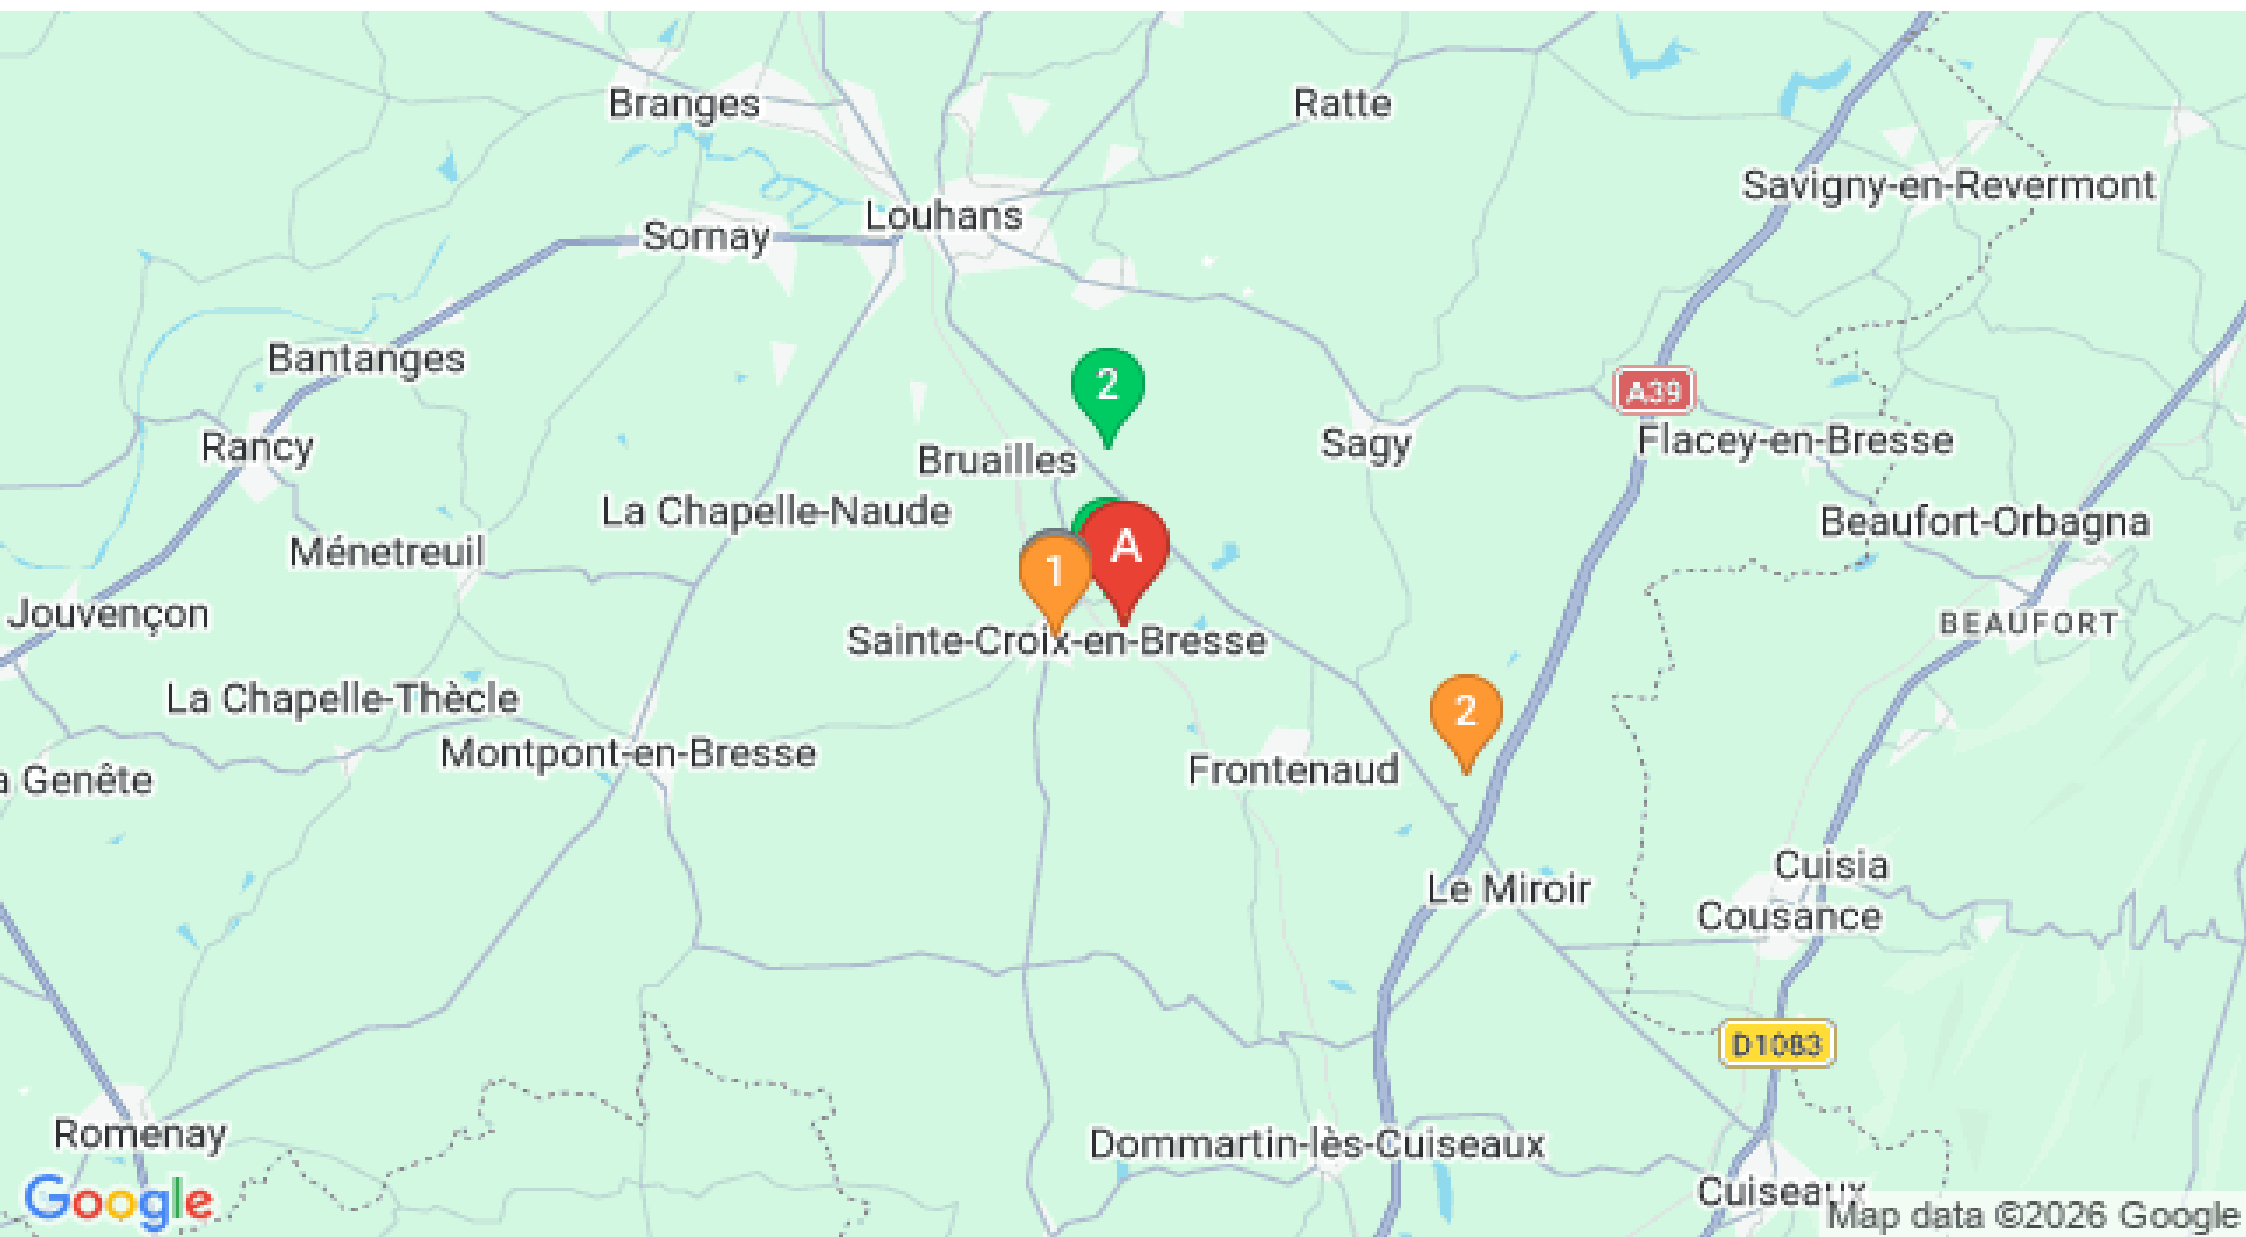 Branges
Ratte
Savigny-en-Revermont
Louhans
Sornay
Bantanges
2
A39
Rancy
Bruailles
Sagy
Flacey-en-Bresse
La Chapelle-Naude
Beaufort-Orbagna
Ménetreuil
A
1
Jouvençon
Sainte-Croix-en-Bresse
BEAUFORT
La Chapelle-Thècle
2
Montpont-en-Bresse
Frontenaud
a Genête
Cuisia
Le Miroir
Cousance
D1083
Romenay
Dommartin-lès-Cuiseaux
Cuiseaux
Google
Map data ©2026 Google